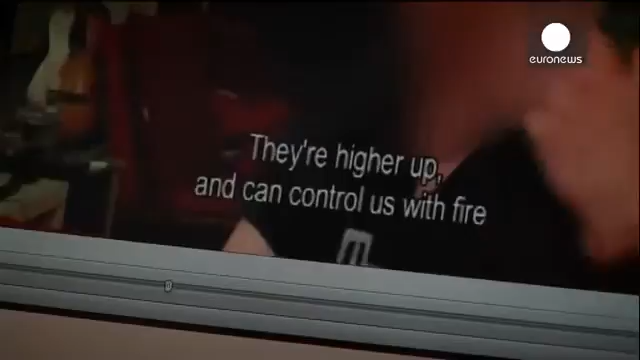 euronews
They're higher up,
and can control us with fire
m